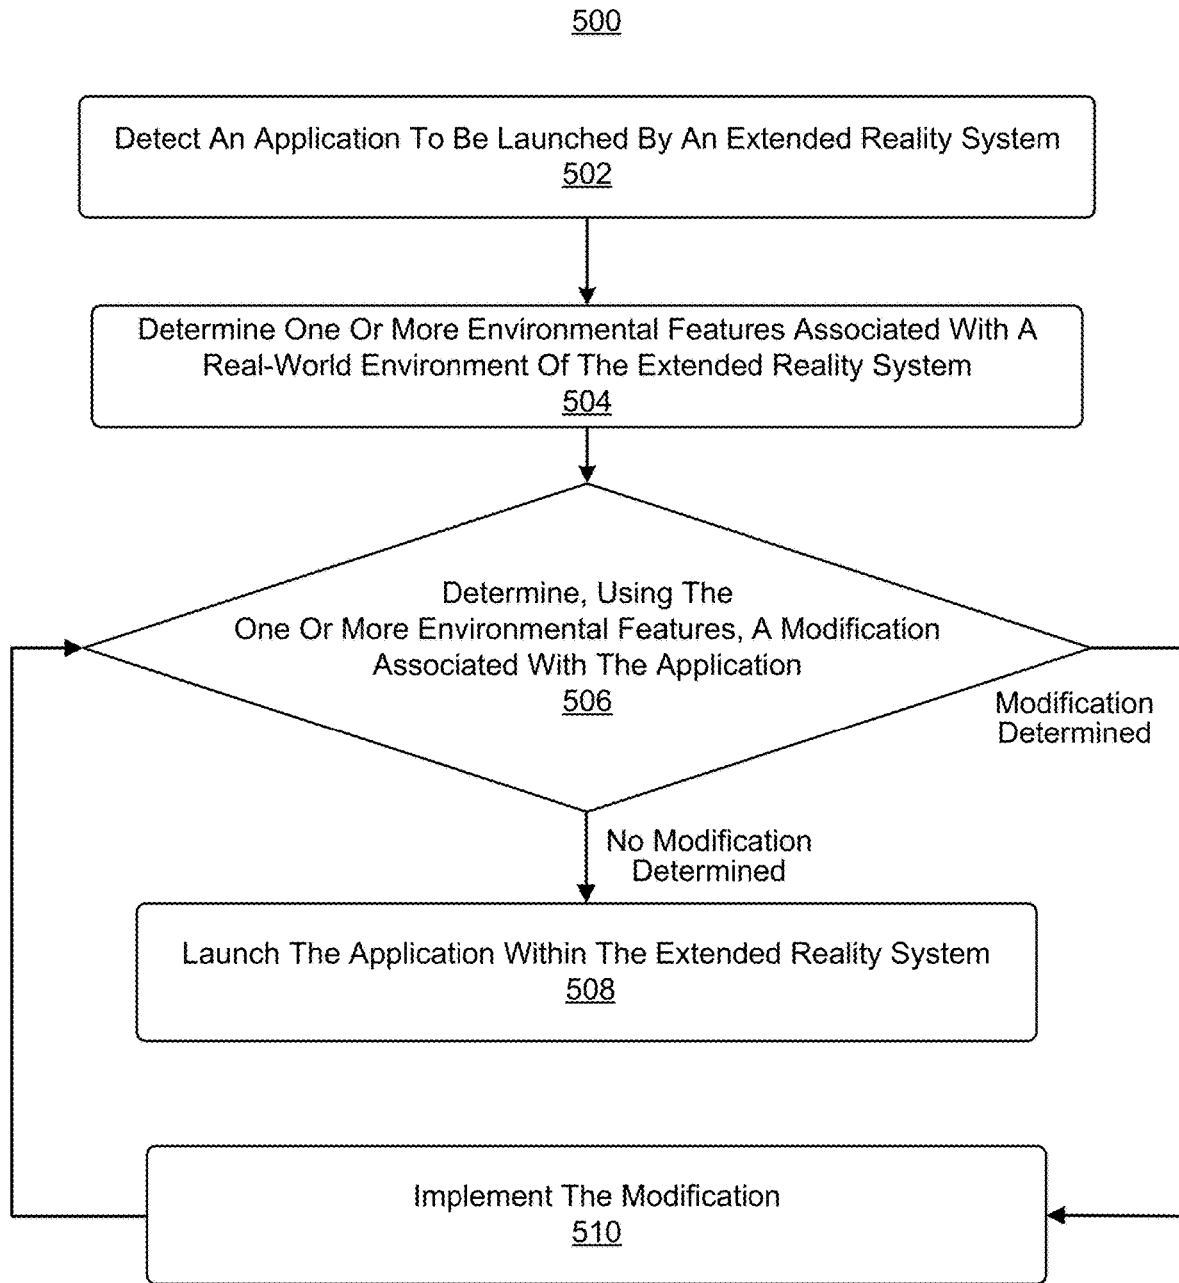 500
Detect An Application To Be Launched By An Extended Reality System
502
Determine One Or More Environmental Features Associated With A
Real-World Environment Of The Extended Reality System
504
Determine, Using The
One Or More Environmental Features, A Modification
Associated With The Application
506
Modification
Determined
No Modification
Determined
Launch The Application Within The Extended Reality System
508
Implement The Modification
510